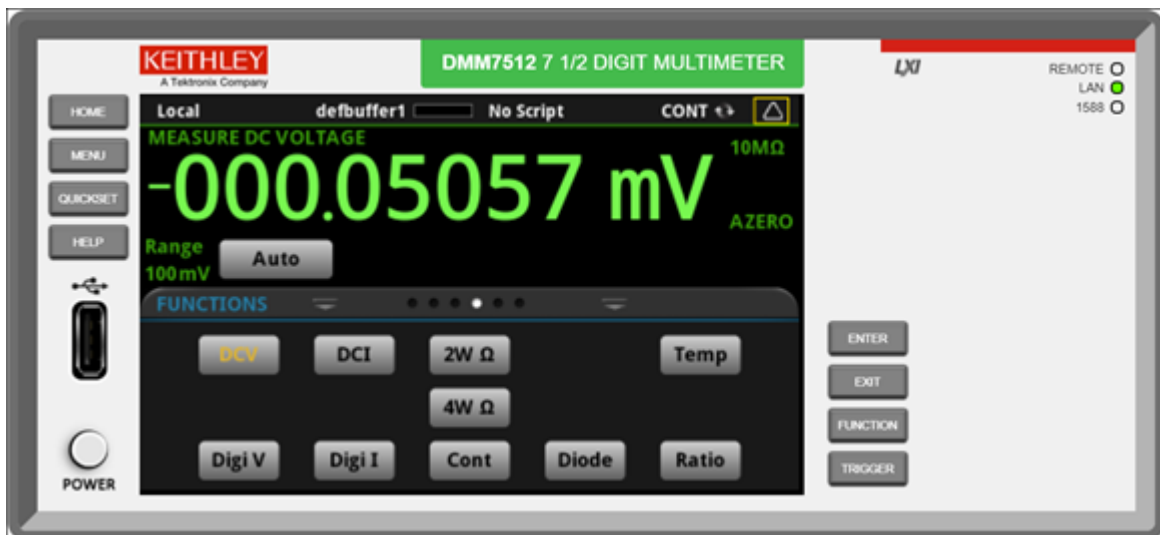 KEITHLEY
A Tektronix Company
DMM7512 7 1/2 DIGIT MULTIMETER
LXI
REMOTE
LAN
1588
HOME
MENU
QUICKSET
HELP
POWER
Local defbuffer1 No Script CONT
MEASURE DC VOLTAGE
-000.05057 mV
10MΩ
AZERO
Range
100mV
Auto
FUNCTIONS
DCV DCI 2W Ω Temp
4W Ω
Digi V Digi I Cont Diode Ratio
ENTER
EXIT
FUNCTION
TRIGGER